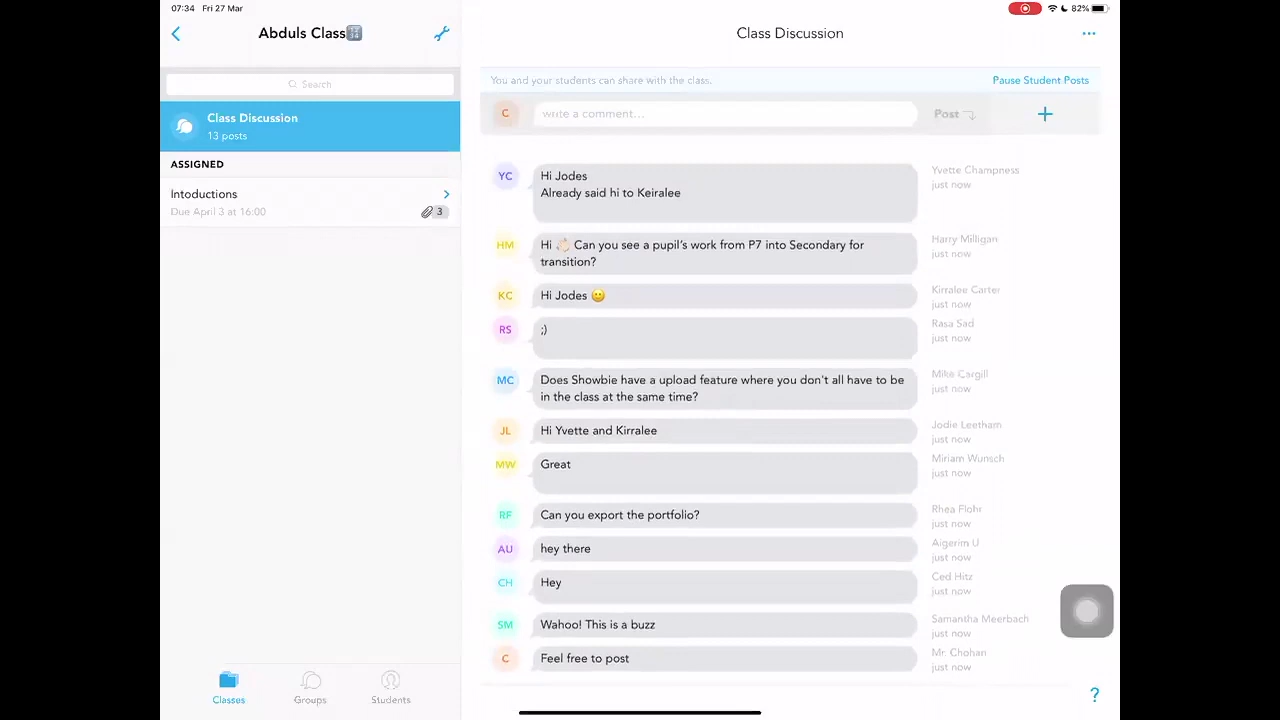 07:34 Fri 27 Mar
82%
Abduls Class
Class Discussion
Search
You and your students can share with the class.
Pause Student Posts
C
write a comment...
Post
Class Discussion
13 posts
ASSIGNED
Intoductions
Due April 3 at 16:00
3
YC
Hi Jodes
Already said hi to Keiralee
Yvette Champness
just now
HM
Hi 👋🏻 Can you see a pupil's work from P7 into Secondary for
transition?
Harry Milligan
just now
KC
Hi Jodes 🙂
Kirralee Carter
just now
RS
;)
Rasa Sad
just now
MC
Does Showbie have a upload feature where you don't all have to be
in the class at the same time?
Mike Cargill
just now
JL
Hi Yvette and Kirralee
Jodie Leetham
just now
MW
Great
Miriam Wunsch
just now
RF
Can you export the portfolio?
Rhea Flohr
just now
AU
hey there
Aigerim U
just now
CH
Hey
Ced Hitz
just now
SM
Wahoo! This is a buzz
Samantha Meerbach
just now
C
Feel free to post
Mr. Chohan
just now
Classes
Groups
Students
?